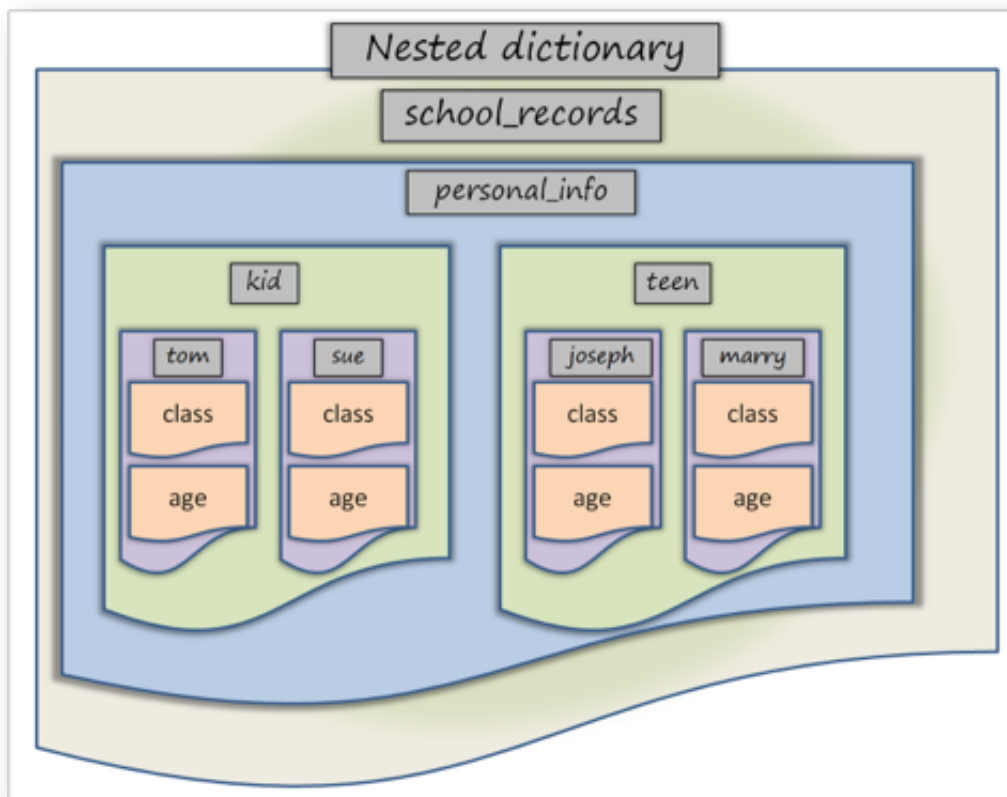 Nested dictionary
school_records
personal_info
kid
teen
tom
sue
joseph
marry
class
class
class
class
age
age
age
age